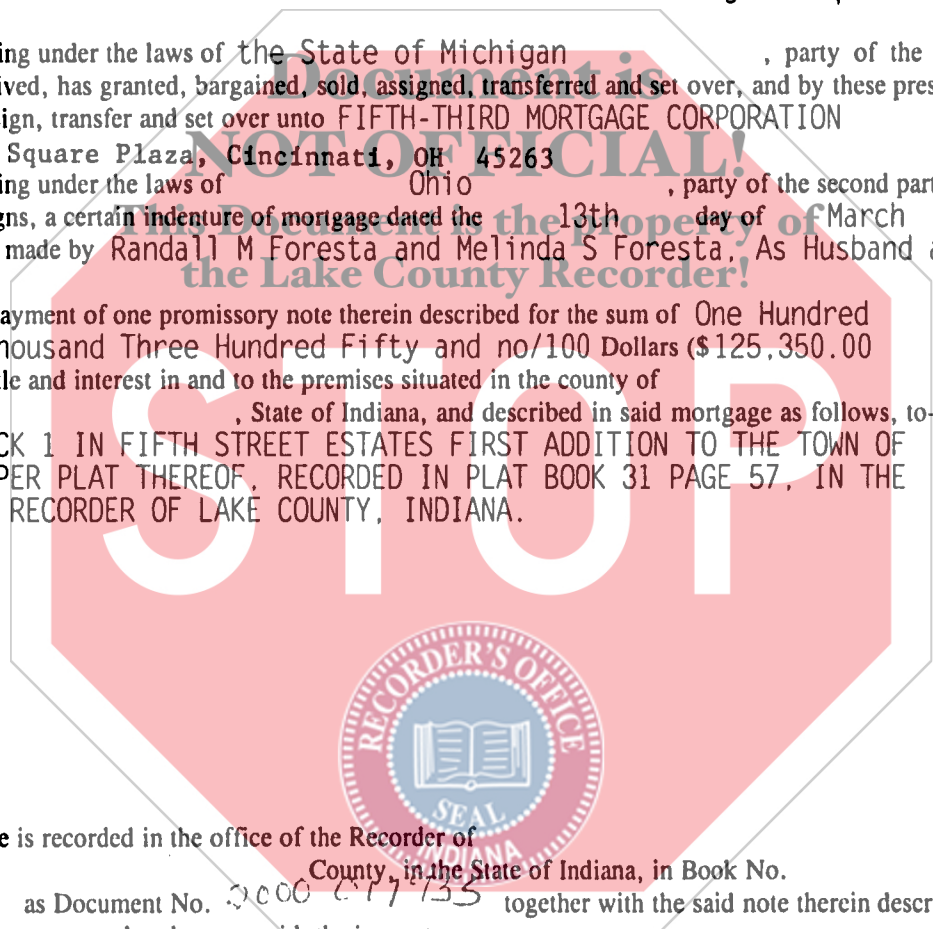 ing under the laws of the State of Michigan , party of the
ived, has granted, bargained, sold, assigned, transferred and set over, and by these pres
ign, transfer and set over unto FIFTH-THIRD MORTGAGE CORPORATION
Square Plaza, Cincinnati, OH 45263
ing under the laws of Ohio , party of the second part
gns, a certain indenture of mortgage dated the 13th day of March
made by Randall M Foresta and Melinda S Foresta, As Husband a
ayment of one promissory note therein described for the sum of One Hundred
housand Three Hundred Fifty and no/100 Dollars ($ 125,350.00
tle and interest in and to the premises situated in the county of
, State of Indiana, and described in said mortgage as follows, to-
CK 1 IN FIFTH STREET ESTATES FIRST ADDITION TO THE TOWN OF
PER PLAT THEREOF, RECORDED IN PLAT BOOK 31 PAGE 57, IN THE
RECORDER OF LAKE COUNTY, INDIANA.
e is recorded in the office of the Recorder of
County, in the State of Indiana, in Book No.
as Document No. together with the said note therein descr
Document is
NOT OFFICIAL!
This Document is the property of
the Lake County Recorder!
STOP
RECORDER'S OFFICE
SEAL
INDIANA